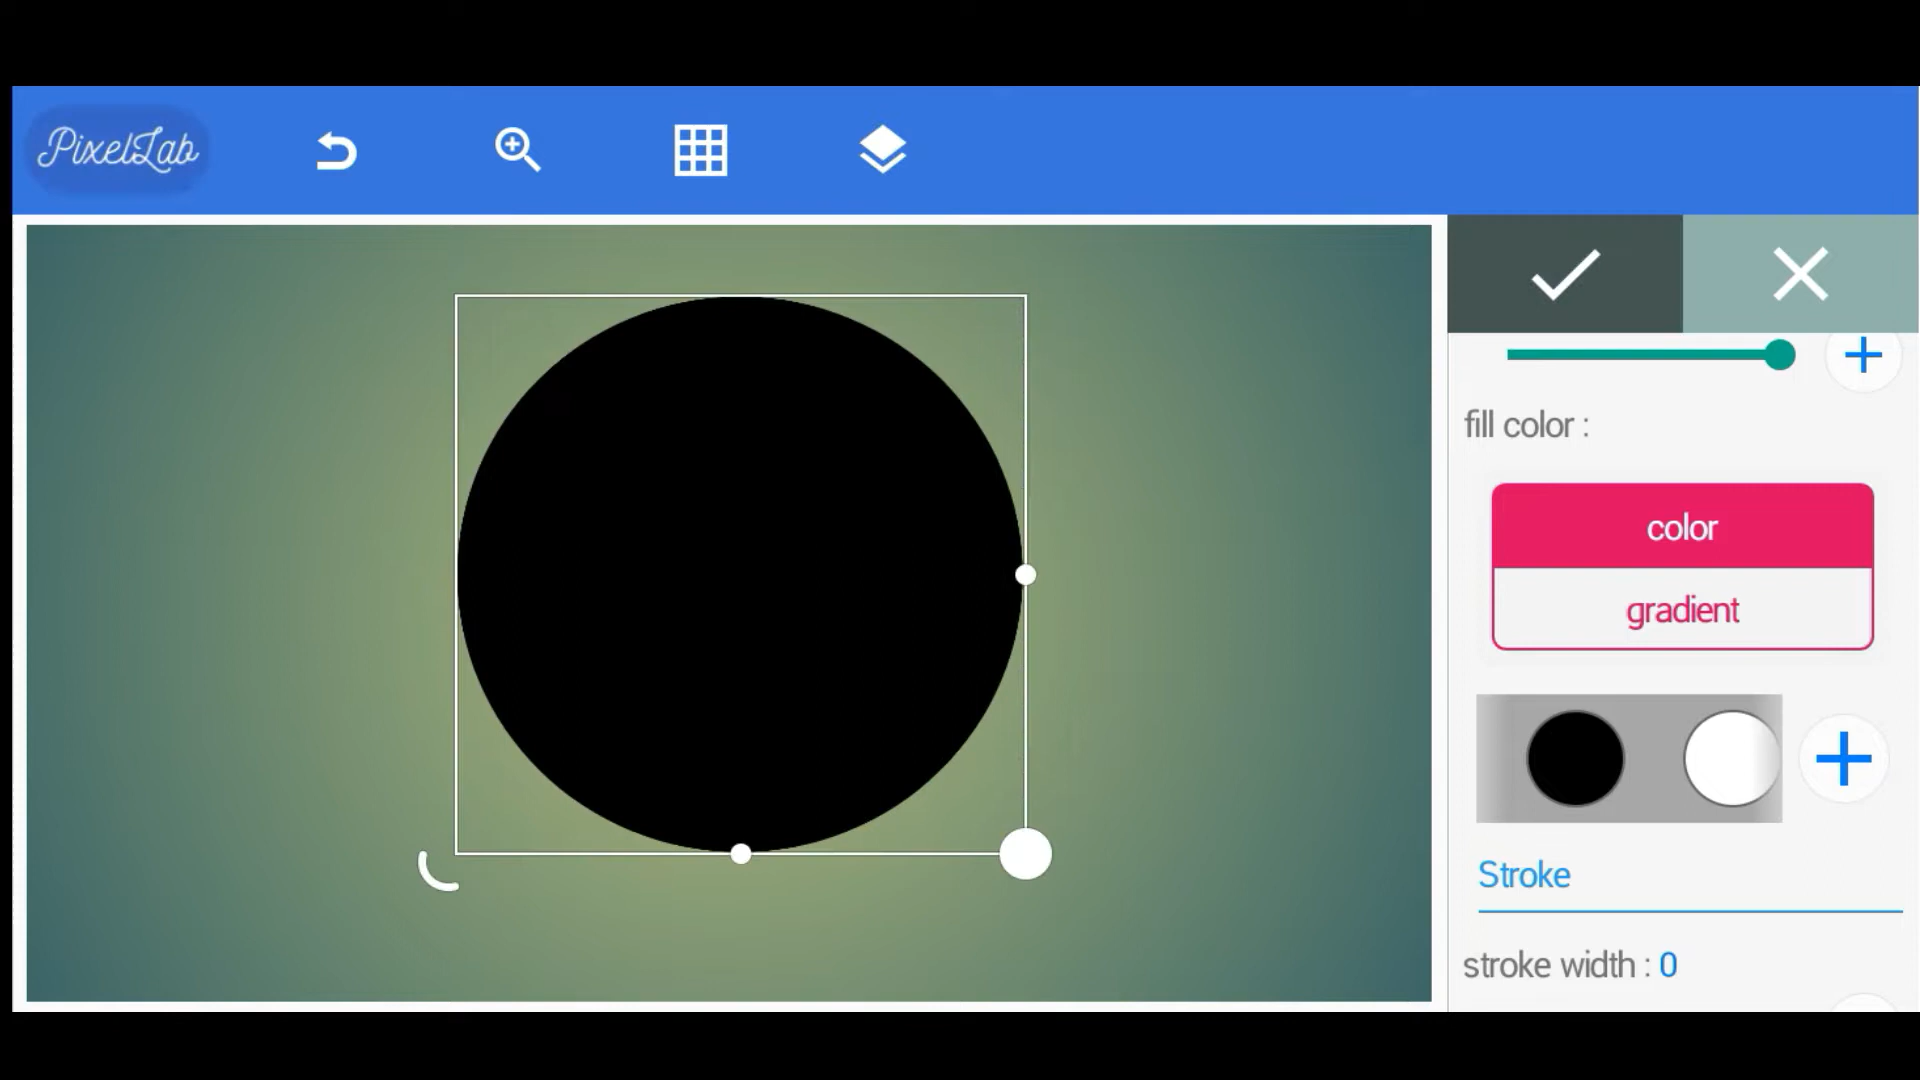 PixelLab
fill color :
color
gradient
Stroke
stroke width : 0